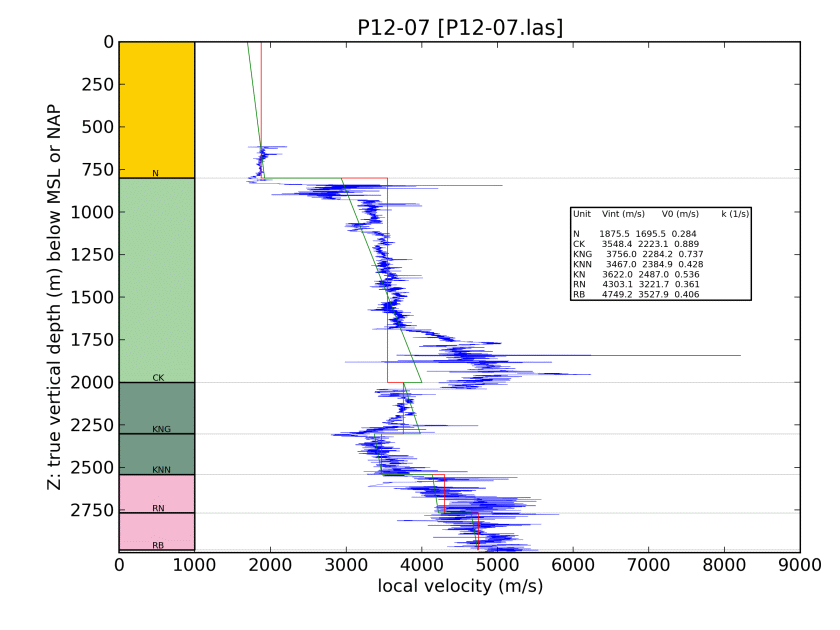 P12-07 [P12-07.las]
Z: true vertical depth (m) below MSL or NAP
0
250
500
750
1000
1250
1500
1750
2000
2250
2500
2750
N
CK
KNG
KNN
RN
RB
Unit Vint (m/s) V0 (m/s) k (1/s)
N 1875.5 1695.5 0.284
CK 3548.4 2223.1 0.889
KNG 3756.0 2284.2 0.737
KNN 3467.0 2384.9 0.428
KN 3622.0 2487.0 0.536
RN 4303.1 3221.7 0.361
RB 4749.2 3527.9 0.406
0 1000 2000 3000 4000 5000 6000 7000 8000 9000
local velocity (m/s)